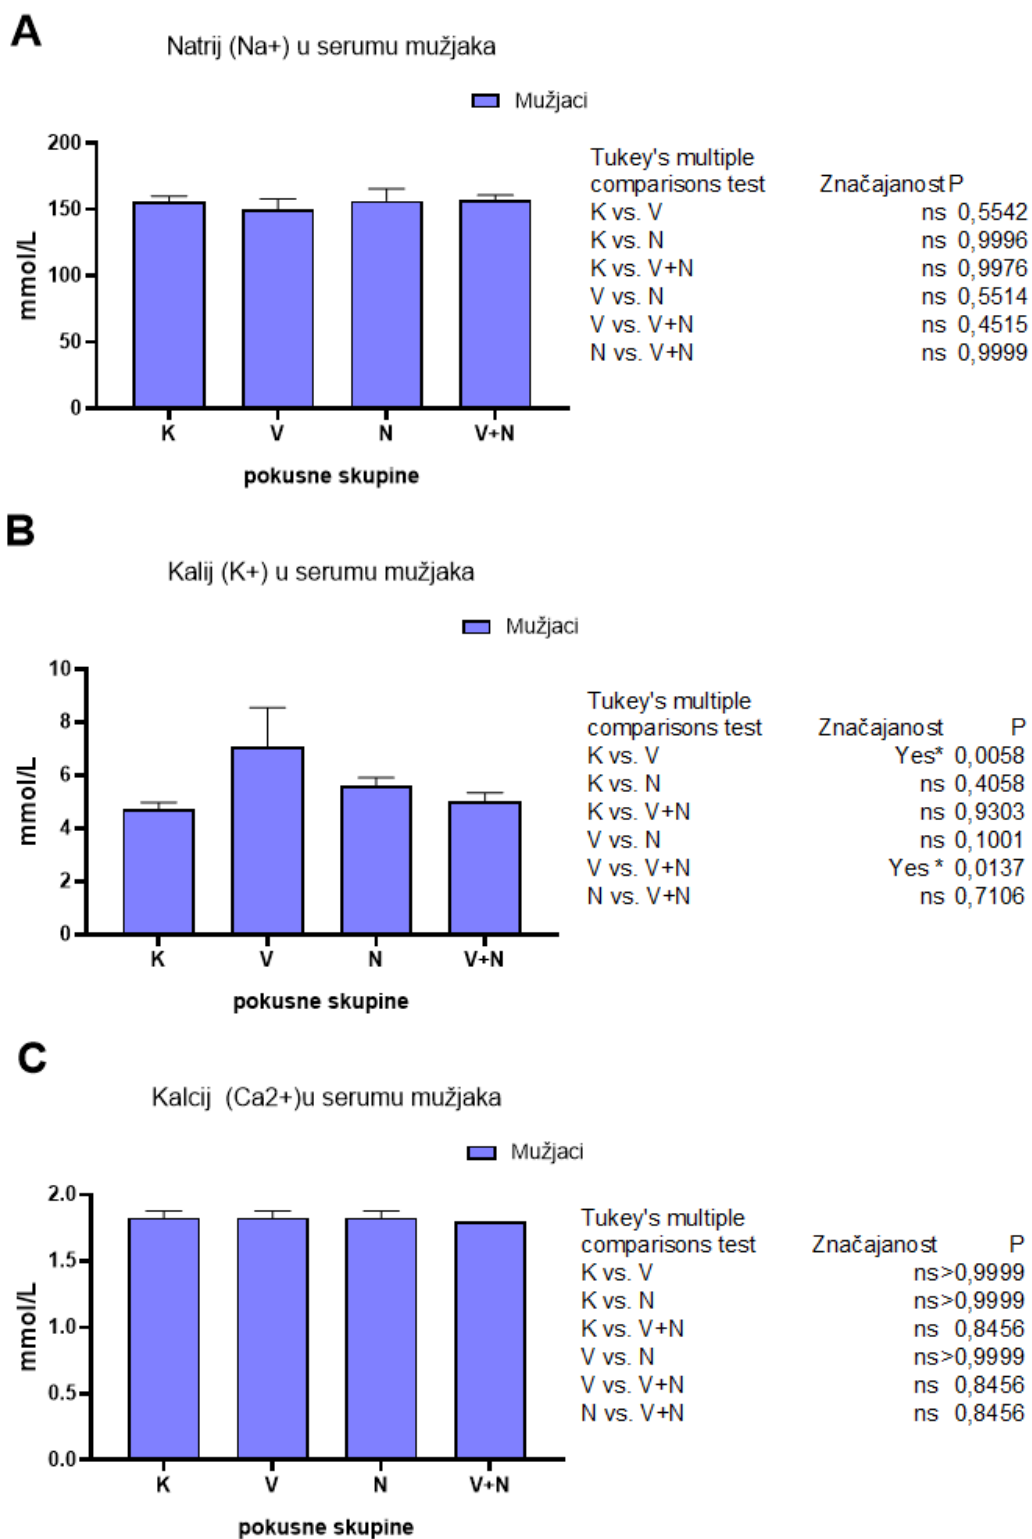 A
Natrij (Na+) u serumu mužjaka
Mužjaci
200
150
100
50
0
mmol/L
K V N V+N
pokusne skupine
Tukey's multiple
comparisons test Značajanost P
K vs. V ns 0,5542
K vs. N ns 0,9996
K vs. V+N ns 0,9976
V vs. N ns 0,5514
V vs. V+N ns 0,4515
N vs. V+N ns 0,9999
B
Kalij (K+) u serumu mužjaka
Mužjaci
10
8
6
4
2
0
mmol/L
K V N V+N
pokusne skupine
Tukey's multiple
comparisons test Značajanost P
K vs. V Yes* 0,0058
K vs. N ns 0,4058
K vs. V+N ns 0,9303
V vs. N ns 0,1001
V vs. V+N Yes * 0,0137
N vs. V+N ns 0,7106
C
Kalcij (Ca2+)u serumu mužjaka
Mužjaci
2.0
1.5
1.0
0.5
0.0
mmol/L
K V N V+N
pokusne skupine
Tukey's multiple
comparisons test Značajanost P
K vs. V ns >0,9999
K vs. N ns >0,9999
K vs. V+N ns 0,8456
V vs. N ns >0,9999
V vs. V+N ns 0,8456
N vs. V+N ns 0,8456